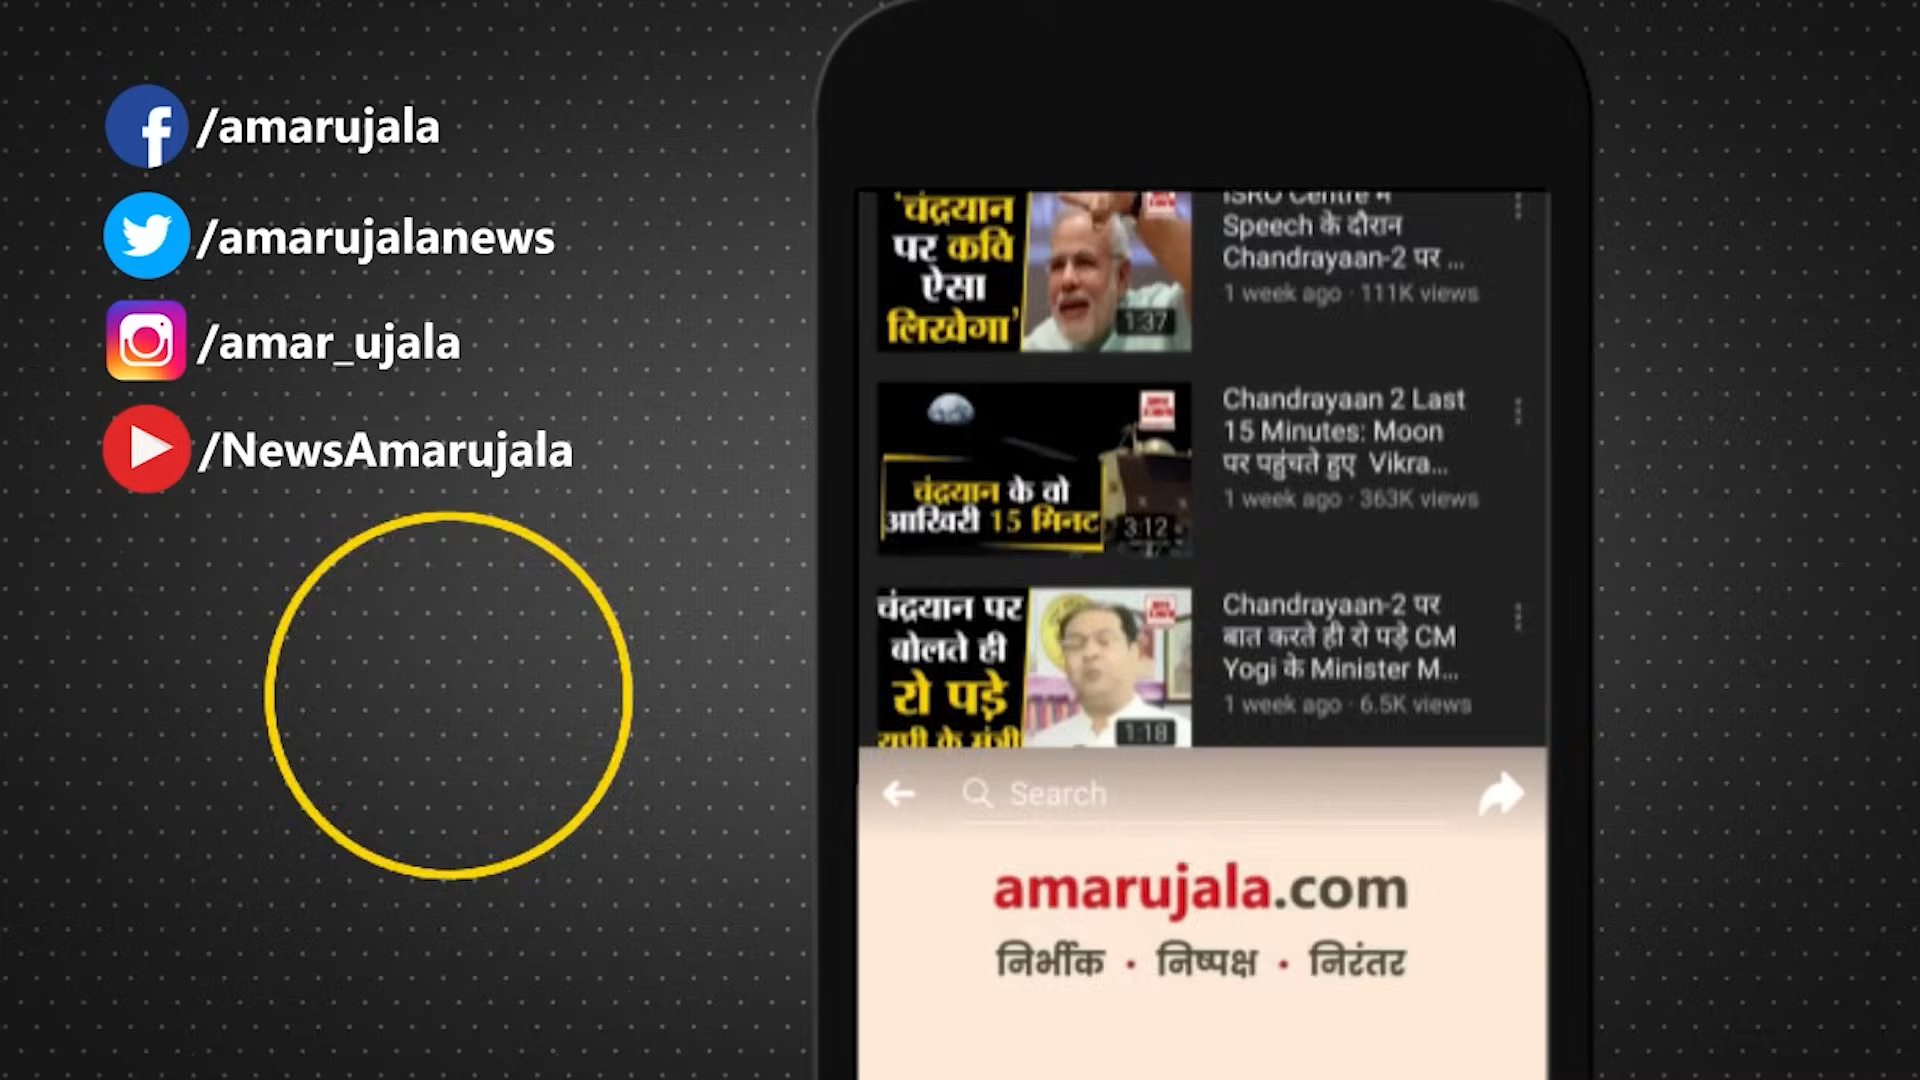 /amarujala
/amarujalanews
/amar_ujala
/NewsAmarujala
'चंद्रयान
पर कवि
ऐसा
लिखेगा'
1:37
ISRO Centre में
Speech के दौरान
Chandrayaan-2 पर ...
1 week ago · 111K views
चंद्रयान के वो
आखिरी 15 मिनट
3:12
Chandrayaan 2 Last
15 Minutes: Moon
पर पहुंचते हुए Vikra...
1 week ago · 363K views
चंद्रयान पर
बोलते ही
रो पड़े
यूपी के मंत्री
1:18
Chandrayaan-2 पर
बात करते ही रो पड़े CM
Yogi के Minister M...
1 week ago · 6.5K views
Search
amarujala.com
निर्भीक • निष्पक्ष • निरंतर